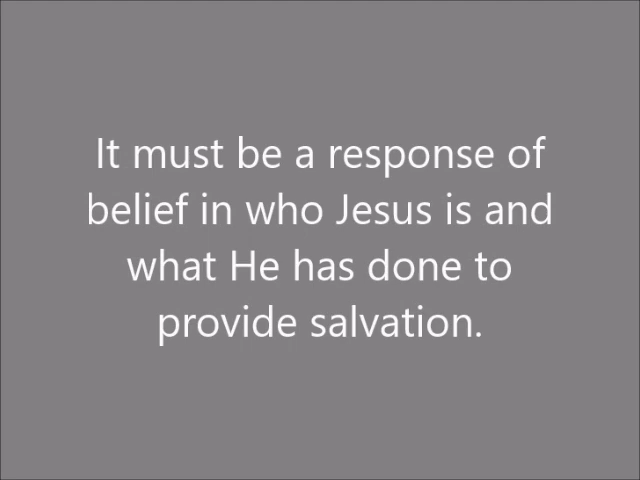 It must be a response of
belief in who Jesus is and
what He has done to
provide salvation.